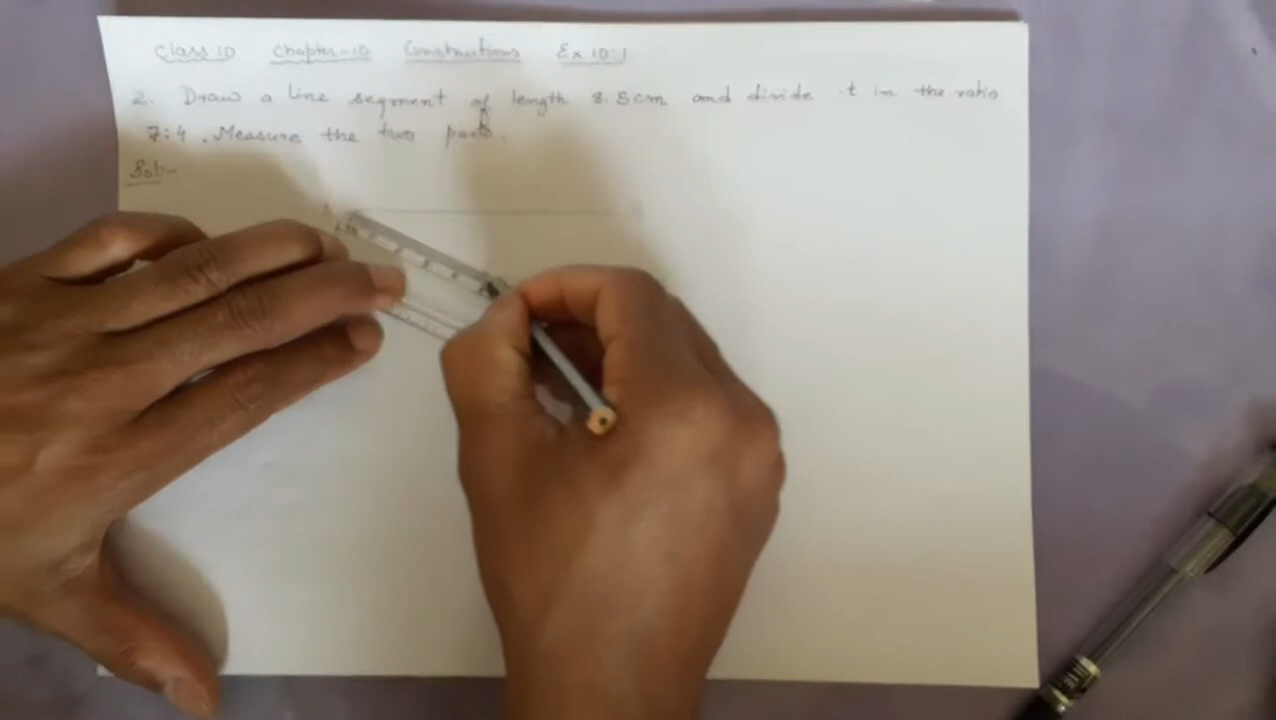 Class 10 Chapter-10 Constructions Ex 10.1
2. Draw a line segment of length 8.5cm and divide it in the ratio
7:4. Measure the two parts.
Sol:-
A